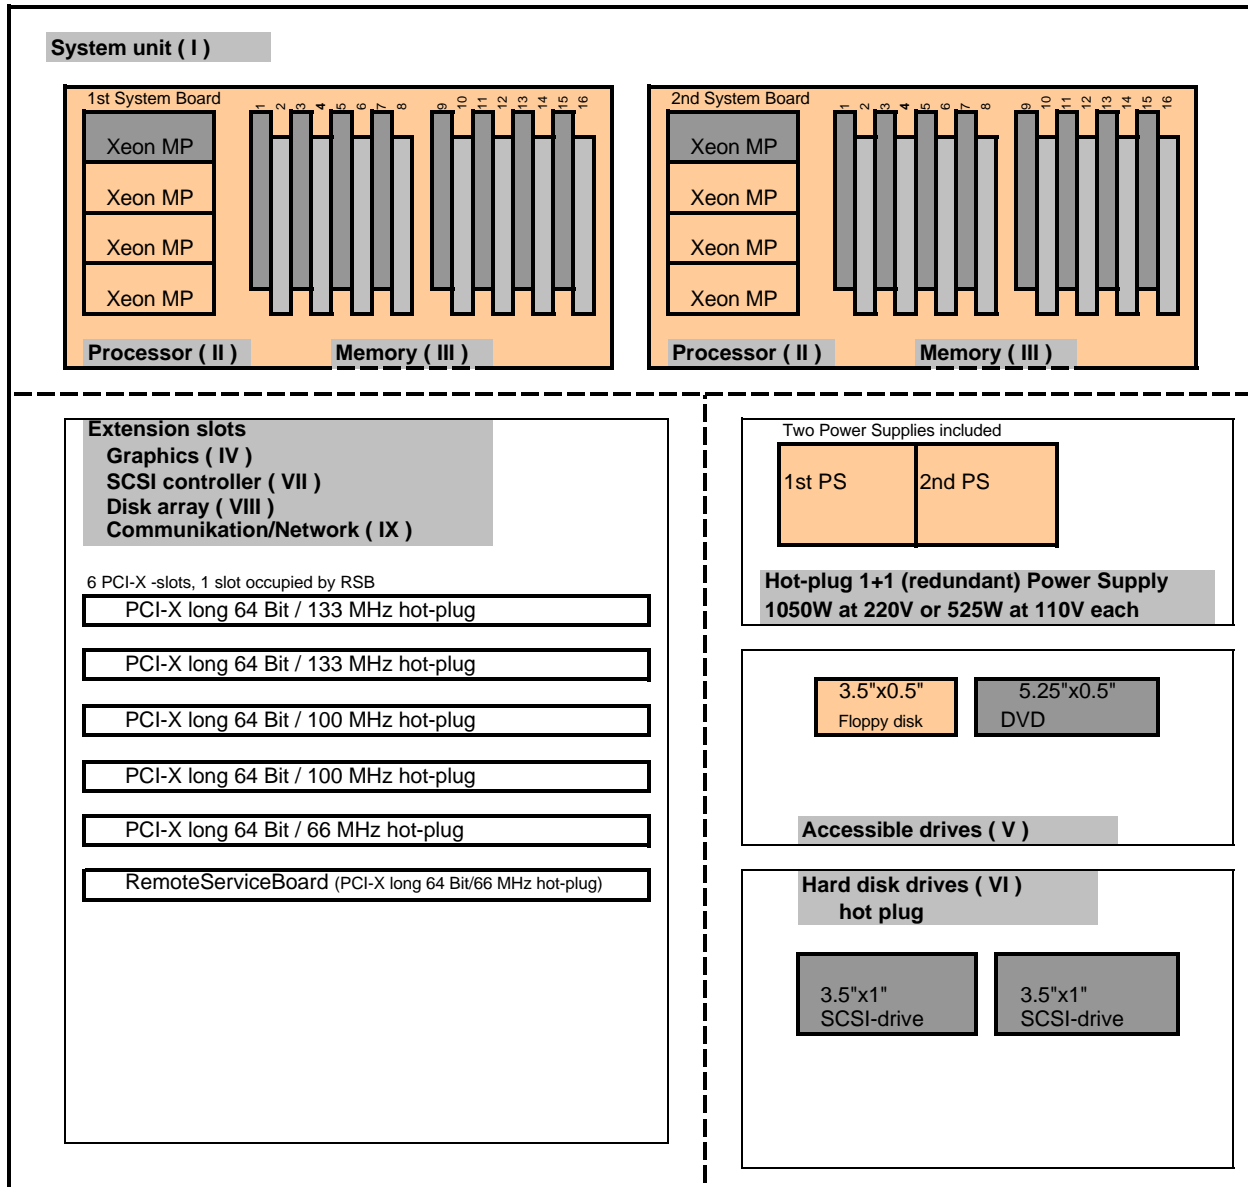 System unit ( I )
1st System Board
1 2 3 4 5 6 7 8 9 10 11 12 13 14 15 16
Xeon MP
Xeon MP
Xeon MP
Xeon MP
Processor ( II ) Memory ( III )
2nd System Board
1 2 3 4 5 6 7 8 9 10 11 12 13 14 15 16
Xeon MP
Xeon MP
Xeon MP
Xeon MP
Processor ( II ) Memory ( III )
Extension slots
Graphics ( IV )
SCSI controller ( VII )
Disk array ( VIII )
Communikation/Network ( IX )
6 PCI-X -slots, 1 slot occupied by RSB
PCI-X long 64 Bit / 133 MHz hot-plug
PCI-X long 64 Bit / 133 MHz hot-plug
PCI-X long 64 Bit / 100 MHz hot-plug
PCI-X long 64 Bit / 100 MHz hot-plug
PCI-X long 64 Bit / 66 MHz hot-plug
RemoteServiceBoard (PCI-X long 64 Bit/66 MHz hot-plug)
Two Power Supplies included
1st PS 2nd PS
Hot-plug 1+1 (redundant) Power Supply
1050W at 220V or 525W at 110V each
3.5"x0.5"
Floppy disk
5.25"x0.5"
DVD
Accessible drives ( V )
Hard disk drives ( VI )
hot plug
3.5"x1"
SCSI-drive
3.5"x1"
SCSI-drive